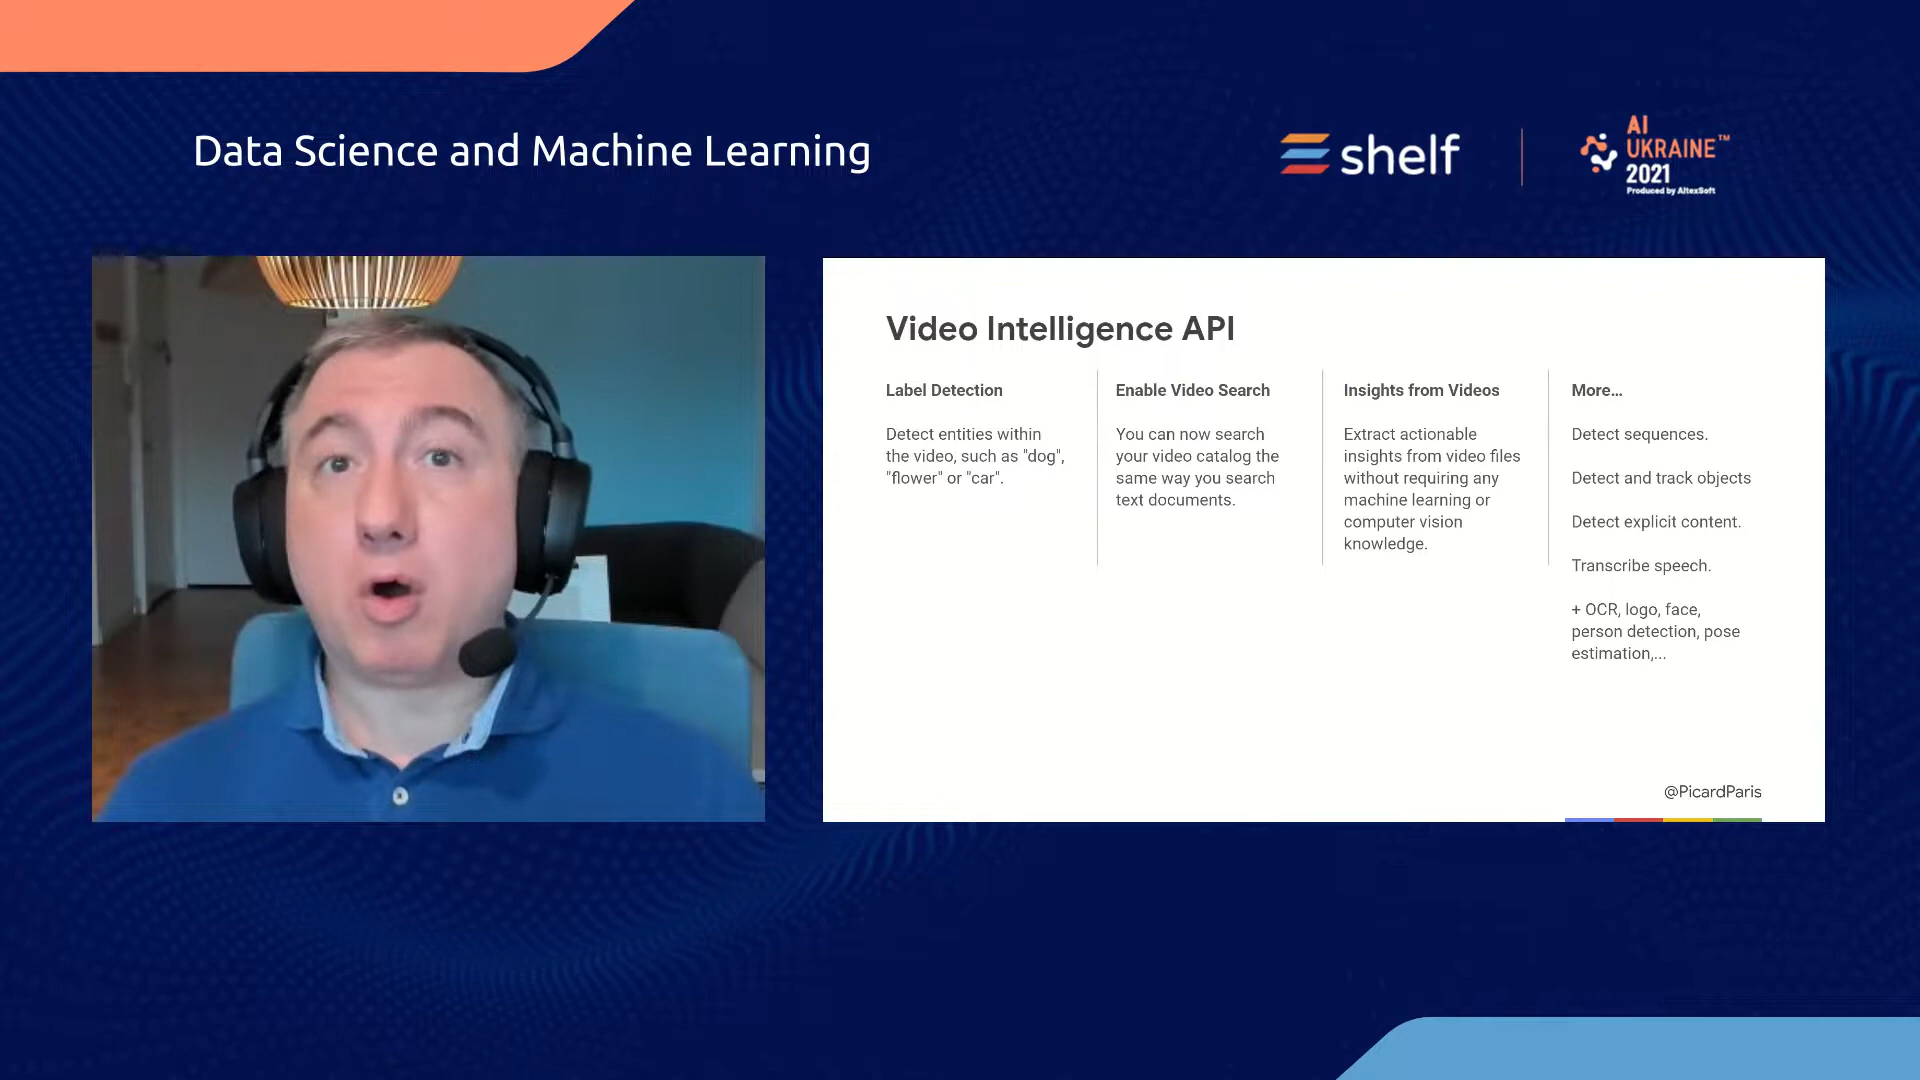 Data Science and Machine Learning
shelf
AI
UKRAINE™
2021
Produced by AltexSoft
Video Intelligence API
Label Detection
Detect entities within
the video, such as "dog",
"flower" or "car".
Enable Video Search
You can now search
your video catalog the
same way you search
text documents.
Insights from Videos
Extract actionable
insights from video files
without requiring any
machine learning or
computer vision
knowledge.
More...
Detect sequences.
Detect and track objects
Detect explicit content.
Transcribe speech.
+ OCR, logo, face,
person detection, pose
estimation,...
@PicardParis